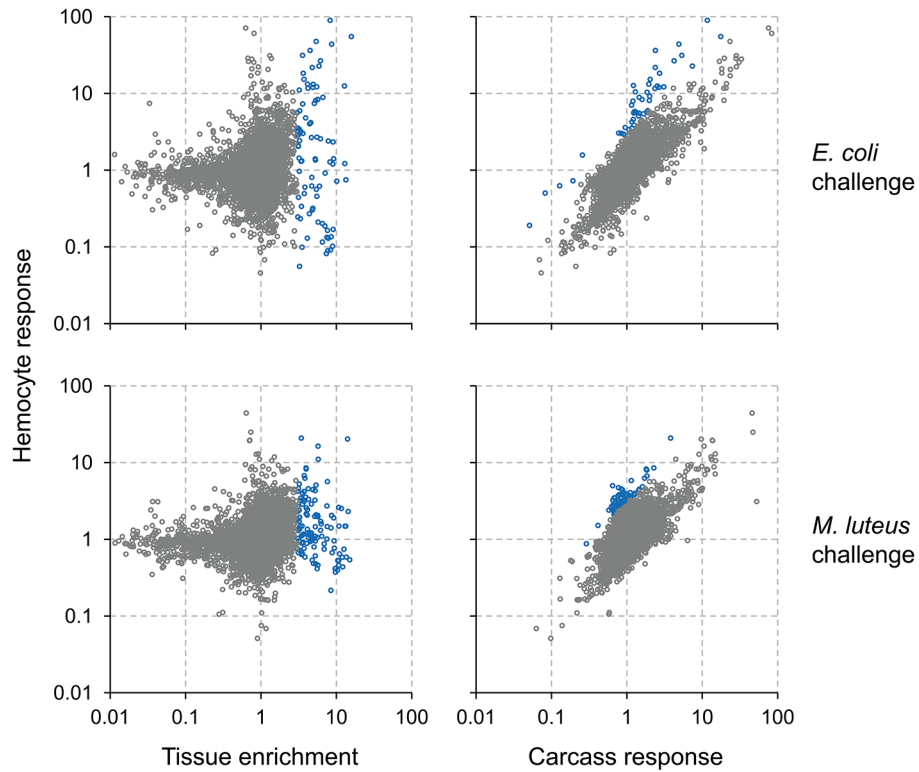 100
10
1
0.1
0.01
E. coli
challenge
Hemocyte response
100
10
1
0.1
0.01
M. luteus
challenge
0.01 0.1 1 10 100 0.01 0.1 1 10 100
Tissue enrichment Carcass response